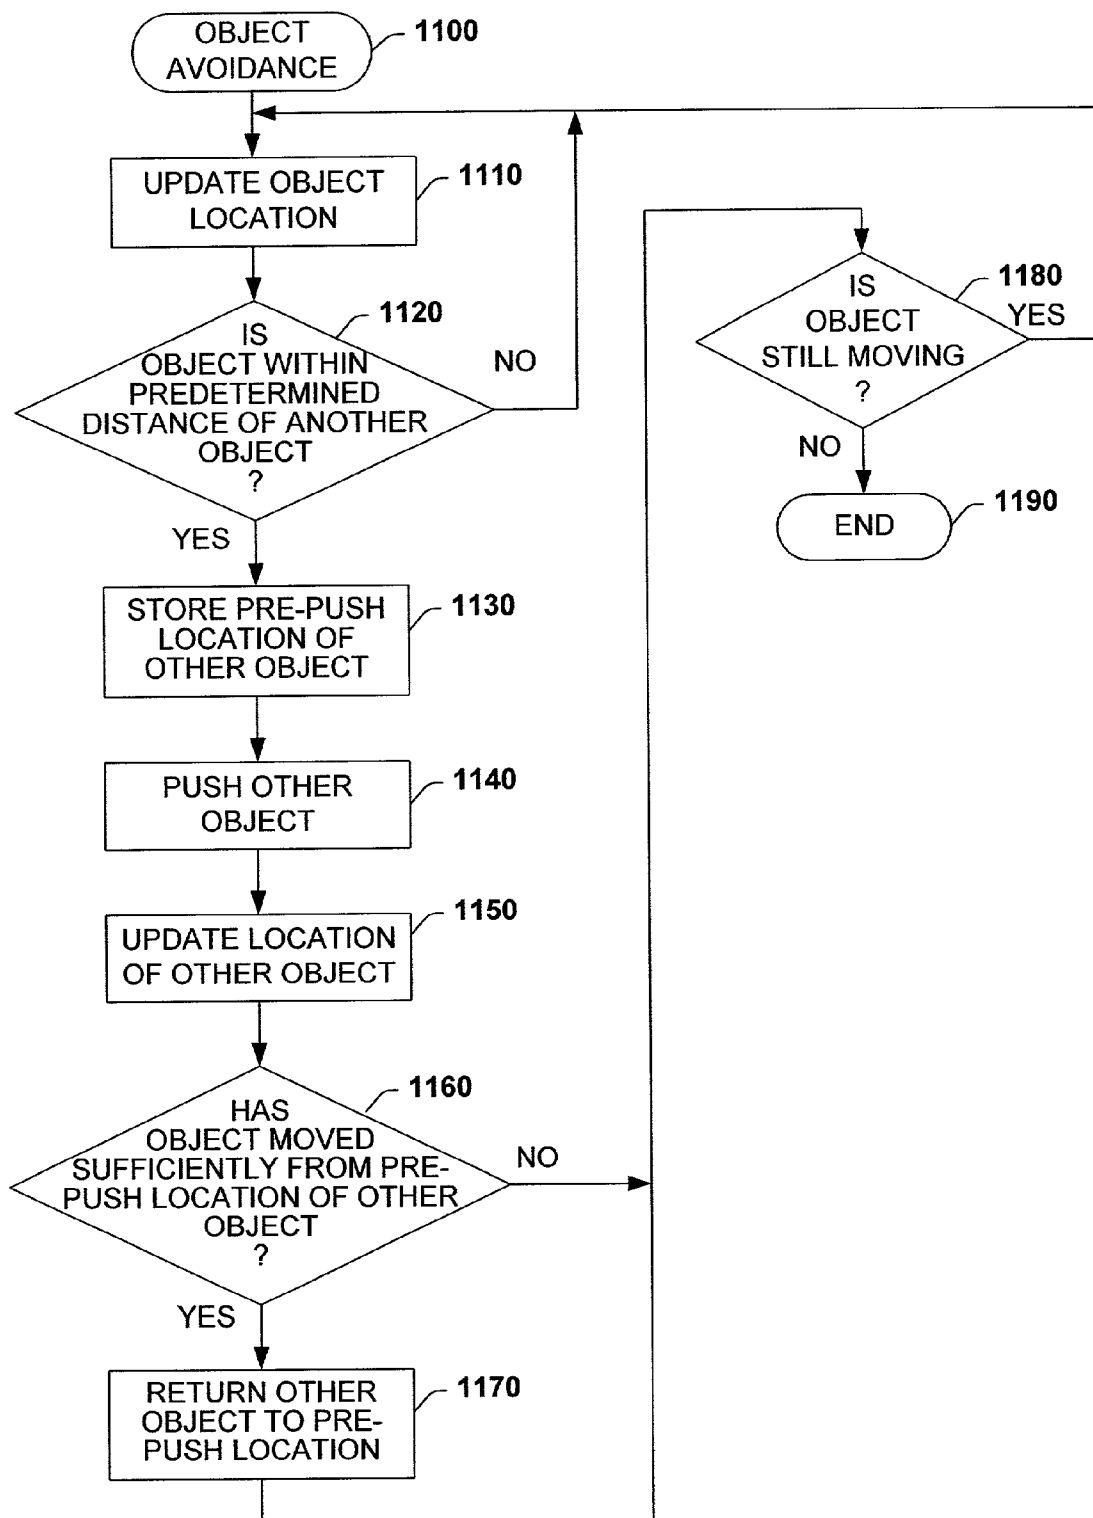 OBJECT
AVOIDANCE
1100
UPDATE OBJECT
LOCATION
1110
IS
OBJECT WITHIN
PREDETERMINED
DISTANCE OF ANOTHER
OBJECT
?
1120
NO
YES
STORE PRE-PUSH
LOCATION OF
OTHER OBJECT
1130
PUSH OTHER
OBJECT
1140
UPDATE LOCATION
OF OTHER OBJECT
1150
HAS
OBJECT MOVED
SUFFICIENTLY FROM PRE-
PUSH LOCATION OF OTHER
OBJECT
?
1160
NO
YES
RETURN OTHER
OBJECT TO PRE-
PUSH LOCATION
1170
IS
OBJECT
STILL MOVING
?
1180
YES
NO
END
1190